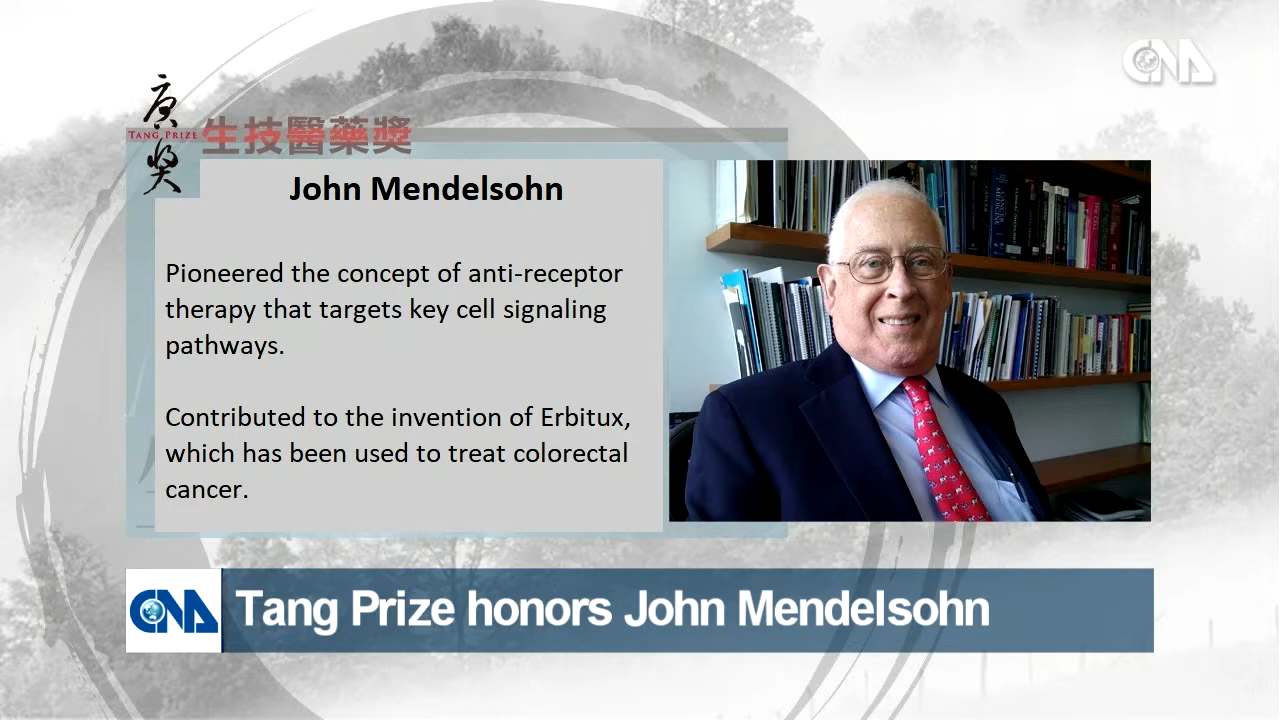 CNA
唐獎
TANG PRIZE
生技醫藥獎
John Mendelsohn
Pioneered the concept of anti-receptor
therapy that targets key cell signaling
pathways.
Contributed to the invention of Erbitux,
which has been used to treat colorectal
cancer.
CANCER MEDICINE
CNA
Tang Prize honors John Mendelsohn